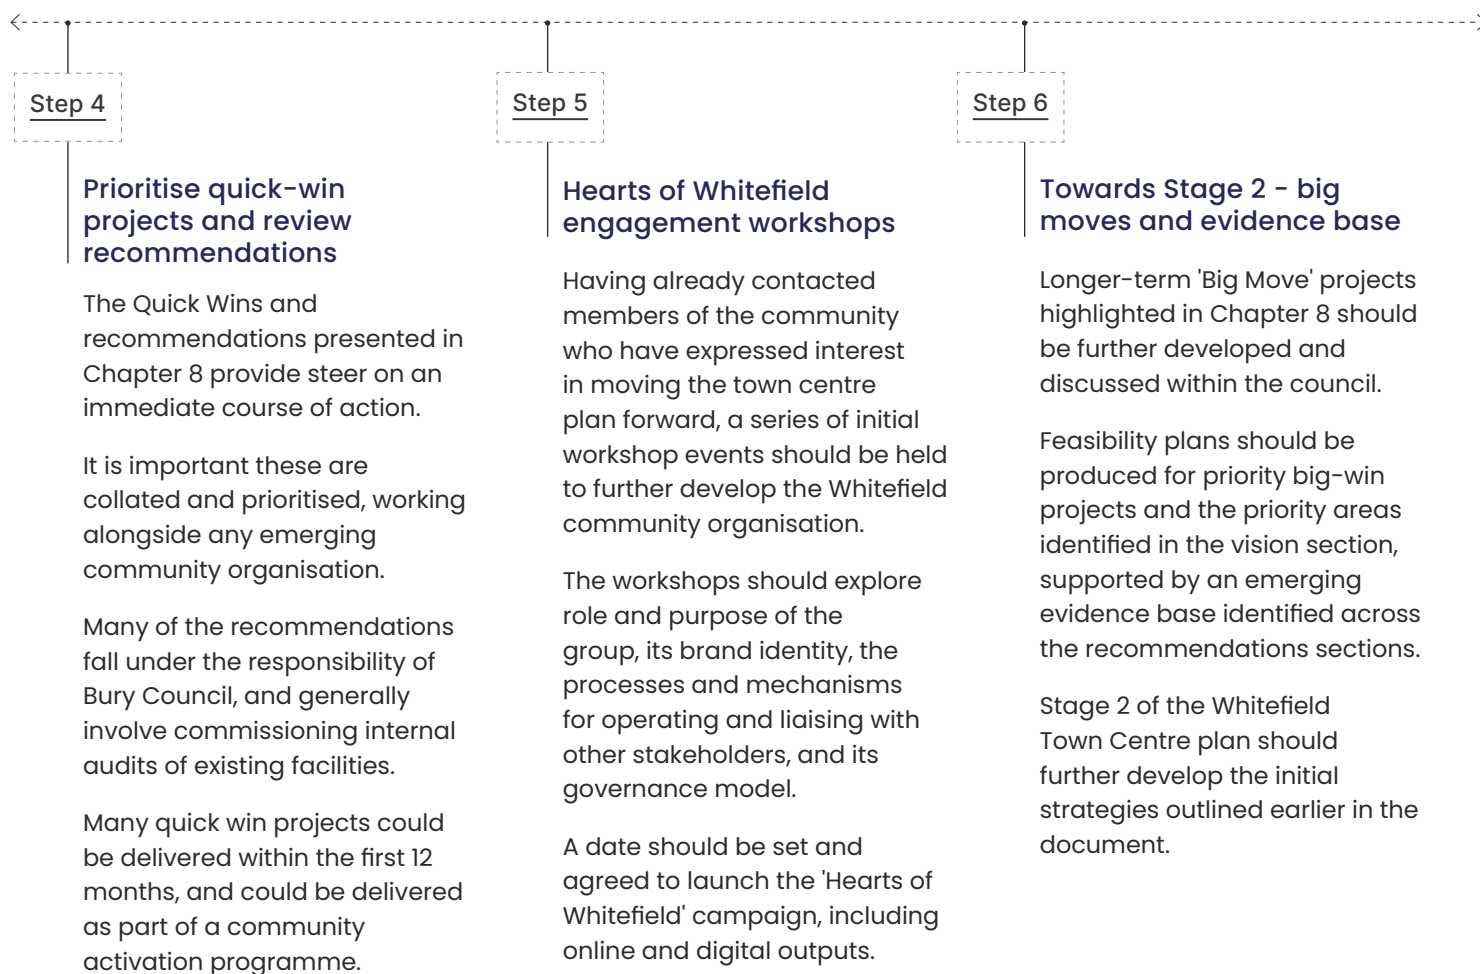 Step 4
Prioritise quick-win
projects and review
recommendations
The Quick Wins and
recommendations presented in
Chapter 8 provide steer on an
immediate course of action.
It is important these are
collated and prioritised, working
alongside any emerging
community organisation.
Many of the recommendations
fall under the responsibility of
Bury Council, and generally
involve commissioning internal
audits of existing facilities.
Many quick win projects could
be delivered within the first 12
months, and could be delivered
as part of a community
activation programme.
Step 5
Hearts of Whitefield
engagement workshops
Having already contacted
members of the community
who have expressed interest
in moving the town centre
plan forward, a series of initial
workshop events should be held
to further develop the Whitefield
community organisation.
The workshops should explore
role and purpose of the
group, its brand identity, the
processes and mechanisms
for operating and liaising with
other stakeholders, and its
governance model.
A date should be set and
agreed to launch the 'Hearts of
Whitefield' campaign, including
online and digital outputs.
Step 6
Towards Stage 2 - big
moves and evidence base
Longer-term 'Big Move' projects
highlighted in Chapter 8 should
be further developed and
discussed within the council.
Feasibility plans should be
produced for priority big-win
projects and the priority areas
identified in the vision section,
supported by an emerging
evidence base identified across
the recommendations sections.
Stage 2 of the Whitefield
Town Centre plan should
further develop the initial
strategies outlined earlier in the
document.